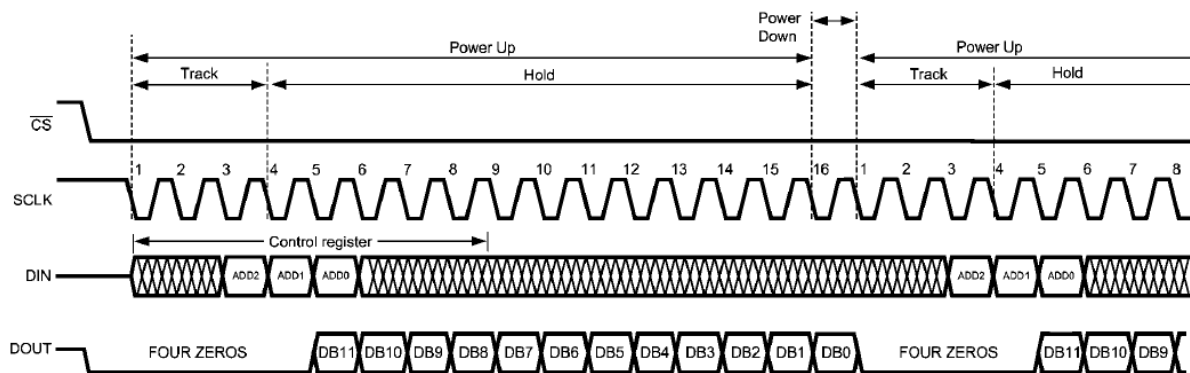 Power
Down
Power Up
Power Up
Track
Hold
Track
Hold
CS
1 2 3 4 5 6 7 8 9 10 11 12 13 14 15 16 1 2 3 4 5 6 7 8
SCLK
Control register
DIN
ADD2 ADD1 ADD0 ADD2 ADD1 ADD0
DOUT
FOUR ZEROS DB11 DB10 DB9 DB8 DB7 DB6 DB5 DB4 DB3 DB2 DB1 DB0 FOUR ZEROS DB11 DB10 DB9